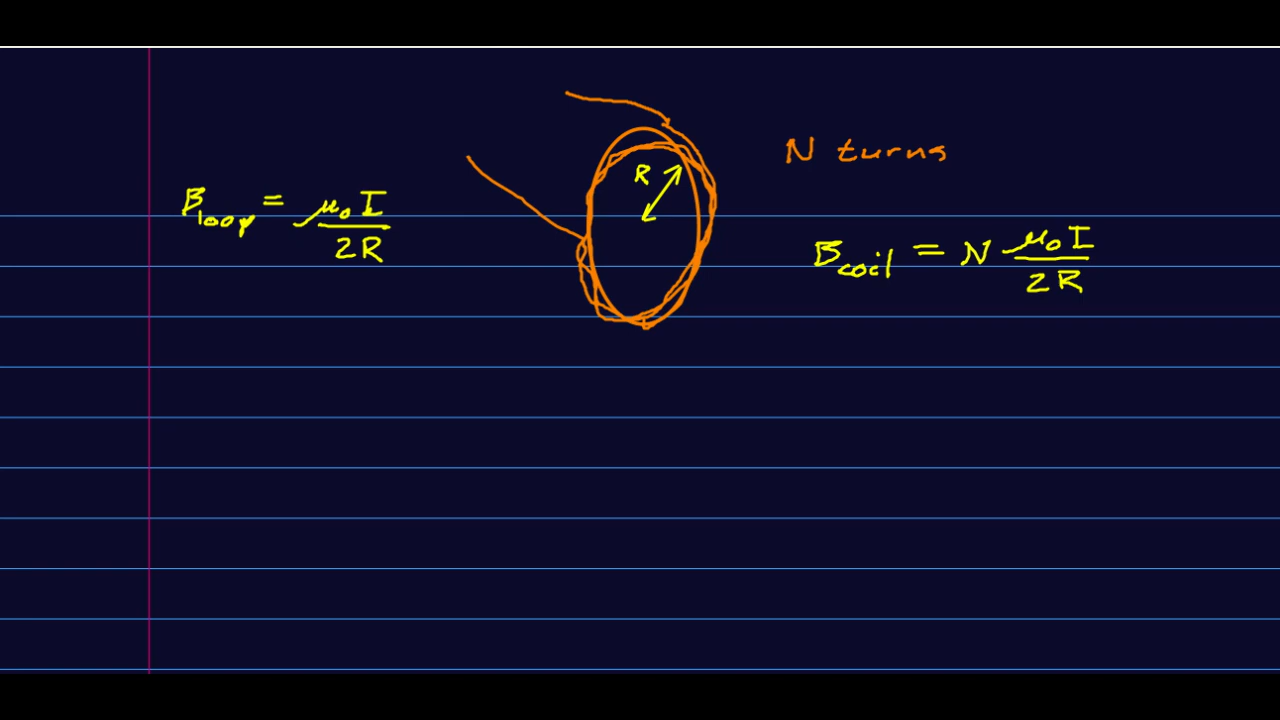 N turns
R
B_loop = μ₀I / 2R
B_coil = N μ₀I / 2R